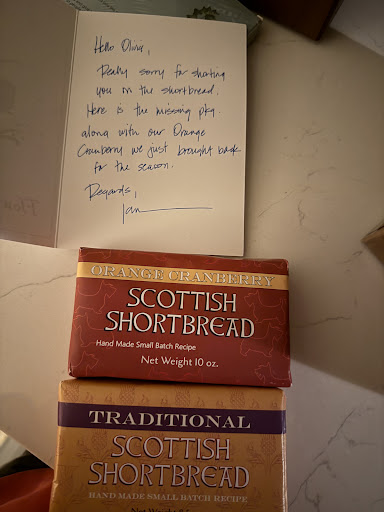 Hello Olivia,
Really sorry for shorting
you on the shortbread.
Here is the missing pkg.
along with our Orange
Cranberry we just brought back
for the season.
Regards,
Ian
ORANGE CRANBERRY
SCOTTISH
SHORTBREAD
Hand Made Small Batch Recipe
Net Weight 10 oz.
TRADITIONAL
SCOTTISH
SHORTBREAD
HAND MADE SMALL BATCH RECIPE